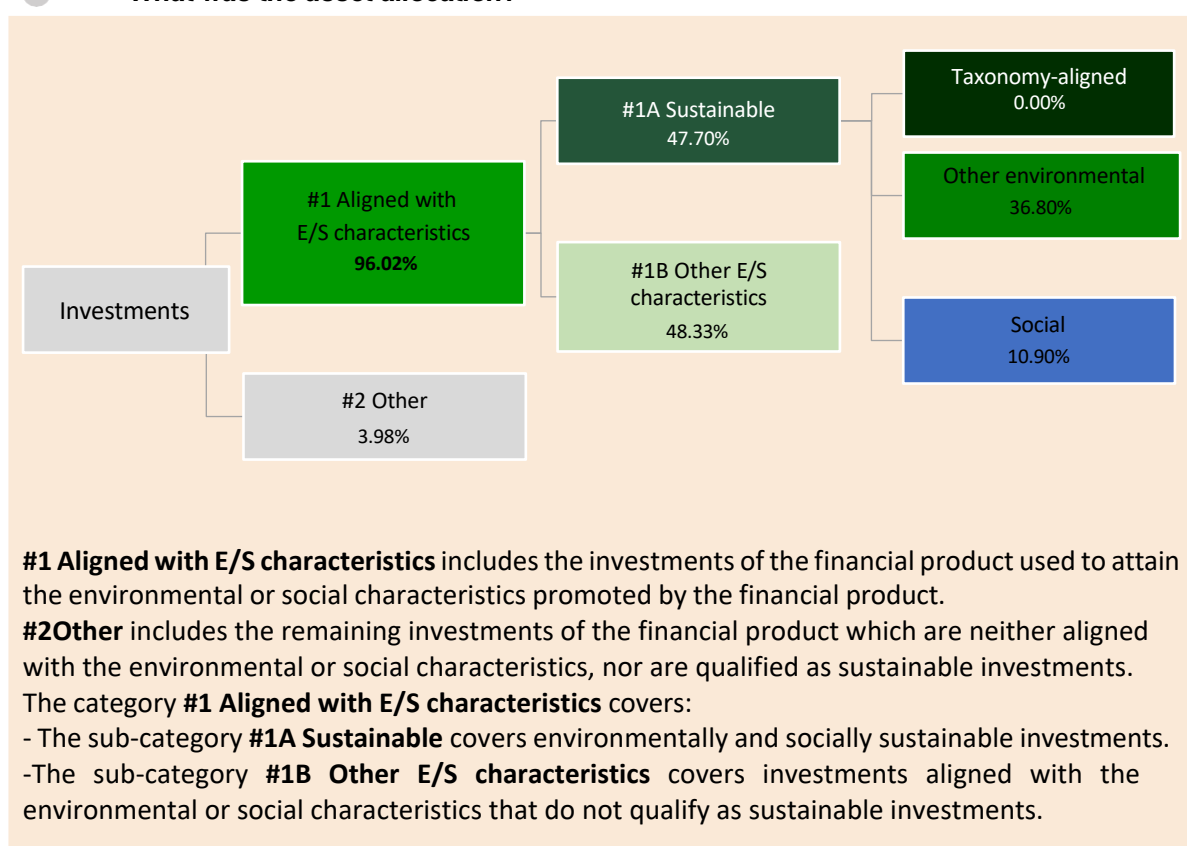 What was the asset allocation?
Taxonomy-aligned
0.00%
#1A Sustainable
47.70%
Other environmental
36.80%
#1 Aligned with
E/S characteristics
96.02%
#1B Other E/S
characteristics
48.33%
Investments
Social
10.90%
#2 Other
3.98%
#1 Aligned with E/S characteristics includes the investments of the financial product used to attain
the environmental or social characteristics promoted by the financial product.
#2Other includes the remaining investments of the financial product which are neither aligned
with the environmental or social characteristics, nor are qualified as sustainable investments.
The category #1 Aligned with E/S characteristics covers:
- The sub-category #1A Sustainable covers environmentally and socially sustainable investments.
-The sub-category #1B Other E/S characteristics covers investments aligned with the
environmental or social characteristics that do not qualify as sustainable investments.